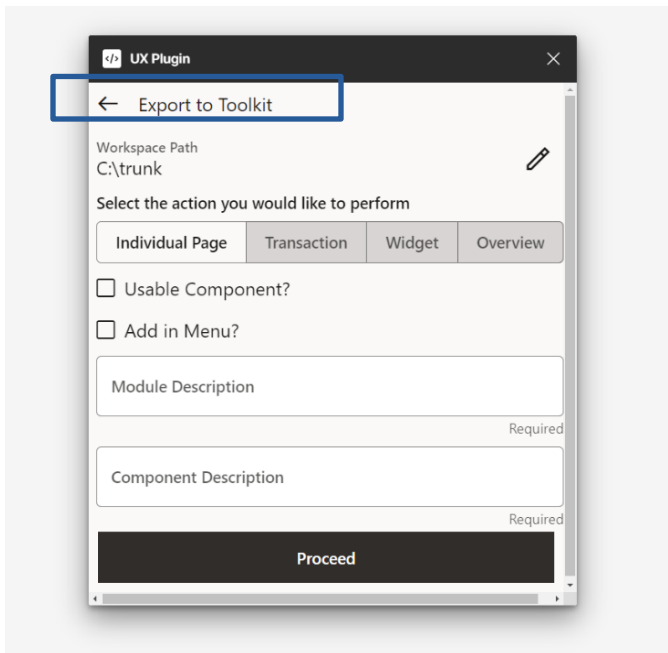 </> UX Plugin
Export to Toolkit
Workspace Path
C:\trunk
Select the action you would like to perform
Individual Page Transaction Widget Overview
Usable Component?
Add in Menu?
Module Description
Required
Component Description
Required
Proceed